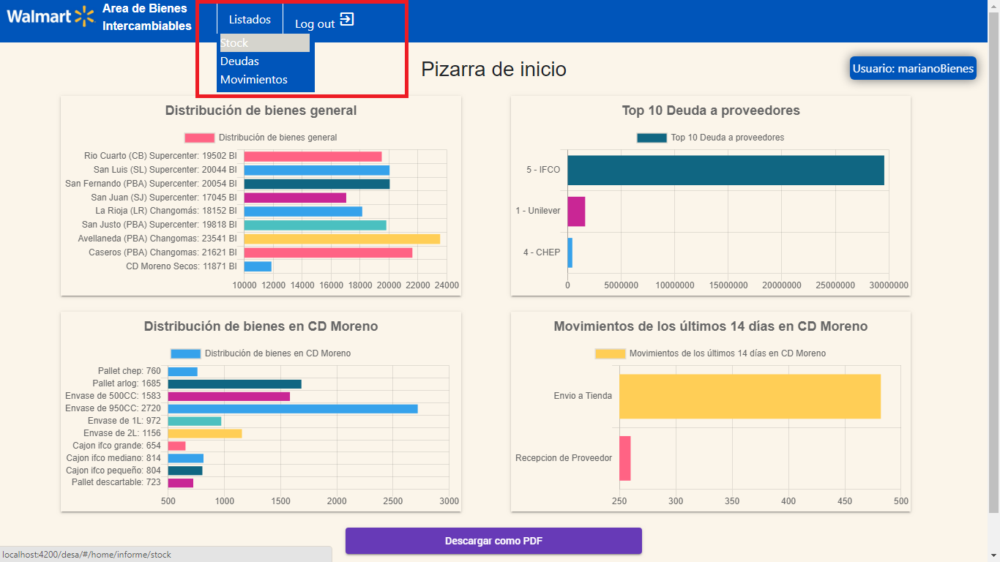 Walmart
Area de Bienes
Intercambiables
Listados
Log out
Stock
Deudas
Movimientos
Pizarra de inicio
Usuario: marianoBienes
Distribución de bienes general
Distribución de bienes general
Rio Cuarto (CB) Supercenter: 19502 BI
San Luis (SL) Supercenter: 20044 BI
San Fernando (PBA) Supercenter: 20054 BI
San Juan (SJ) Supercenter: 17045 BI
La Rioja (LR) Changomás: 18152 BI
San Justo (PBA) Supercenter: 19818 BI
Avellaneda (PBA) Changomas: 23541 BI
Caseros (PBA) Changomas: 21621 BI
CD Moreno Secos: 11871 BI
10000 12000 14000 16000 18000 20000 22000 24000
Top 10 Deuda a proveedores
Top 10 Deuda a proveedores
5 - IFCO
1 - Unilever
4 - CHEP
0 5000000 10000000 15000000 20000000 25000000 30000000
Distribución de bienes en CD Moreno
Distribución de bienes en CD Moreno
Pallet chep: 760
Pallet arlog: 1685
Envase de 500CC: 1583
Envase de 950CC: 2720
Envase de 1L: 972
Envase de 2L: 1156
Cajon ifco grande: 654
Cajon ifco mediano: 814
Cajon ifco pequeño: 804
Pallet descartable: 723
500 1000 1500 2000 2500 3000
Movimientos de los últimos 14 días en CD Moreno
Movimientos de los últimos 14 días en CD Moreno
Envio a Tienda
Recepcion de Proveedor
250 300 350 400 450 500
Descargar como PDF
localhost:4200/desa/#/home/informe/stock